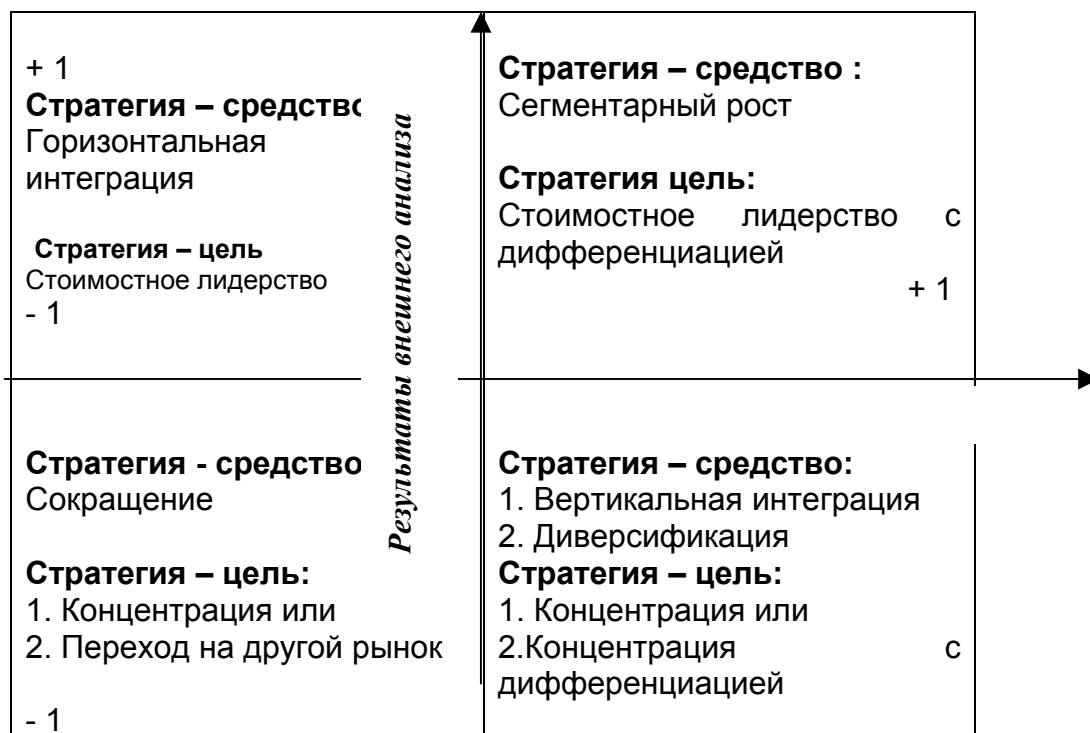 + 1
Стратегия – средство
Горизонтальная
интеграция
Стратегия – цель
Стоимостное лидерство
- 1
Результаты внешнего анализа
Стратегия – средство :
Сегментарный рост
Стратегия цель:
Стоимостное лидерство с
дифференциацией
+ 1
Стратегия - средство
Сокращение
Стратегия – цель:
1. Концентрация или
2. Переход на другой рынок
- 1
Стратегия – средство:
1. Вертикальная интеграция
2. Диверсификация
Стратегия – цель:
1. Концентрация или
2.Концентрация с
дифференциацией